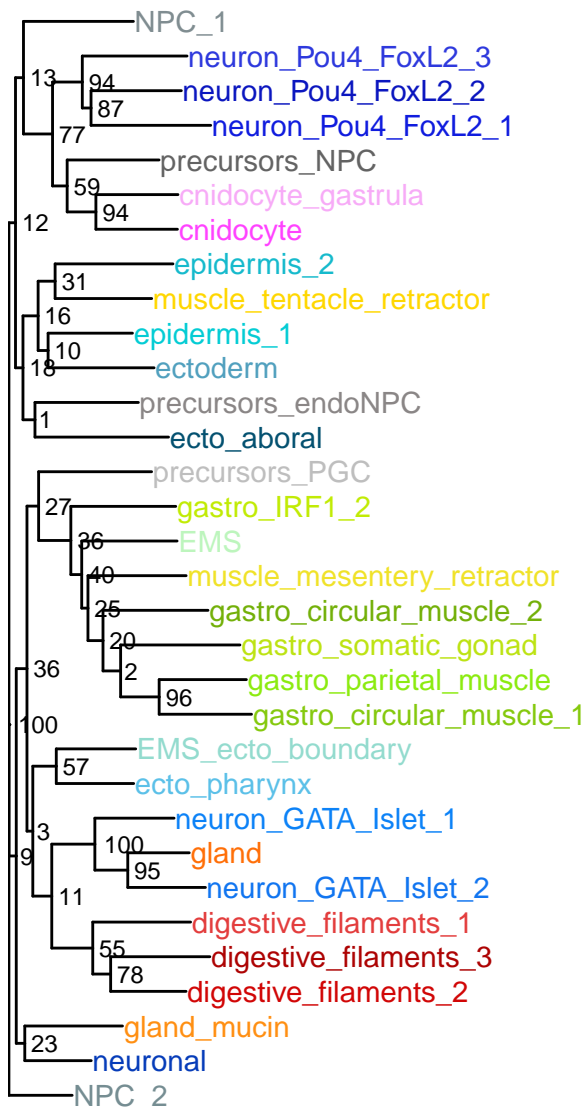 NPC_1
13
neuron_Pou4_FoxL2_3
94
neuron_Pou4_FoxL2_2
87
neuron_Pou4_FoxL2_1
77
precursors_NPC
59
cnidocyte_gastrula
94
cnidocyte
12
epidermis_2
31
muscle_tentacle_retractor
16
epidermis_1
10
ectoderm
18
precursors_endoNPC
1
ecto_aboral
precursors_PGC
27
gastro_IRF1_2
36
EMS
40
muscle_mesentery_retractor
25
gastro_circular_muscle_2
20
gastro_somatic_gonad
36
2
gastro_parietal_muscle
96
gastro_circular_muscle_1
100
EMS_ecto_boundary
57
ecto_pharynx
3
neuron_GATA_Islet_1
100
9
gland
95
neuron_GATA_Islet_2
11
digestive_filaments_1
55
digestive_filaments_3
78
digestive_filaments_2
gland_mucin
23
neuronal
NPC_2